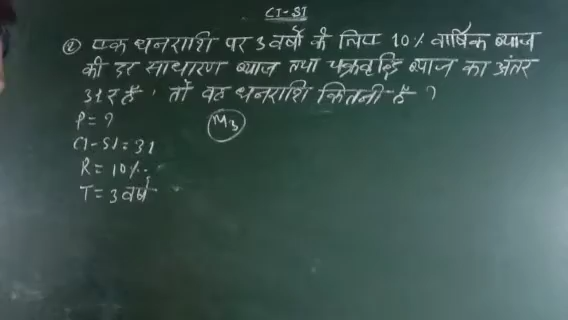 CI-SI
② एक धनराशि पर 3 वर्षो के लिए 10% वार्षिक ब्याज
की दर साधारण ब्याज तथा चक्रवृद्धि ब्याज का अंतर
31 रु है, तो वह धनराशि कितनी है ?
P = ?
CI-SI = 31
M3
R = 10%
T = 3 वर्ष